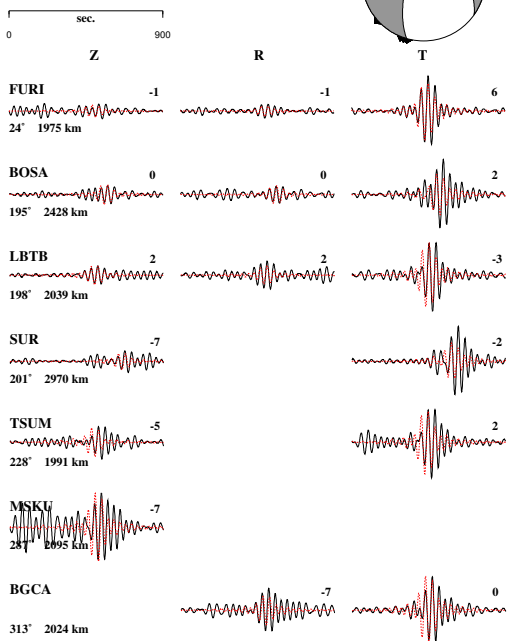 sec.
0 900
Z R T
FURI -1 -1 6
24° 1975 km
BOSA 0 0 2
195° 2428 km
LBTB 2 2 -3
198° 2039 km
SUR -7 -2
201° 2970 km
TSUM -5 2
228° 1991 km
MSKU -7
287° 2095 km
BGCA -7 0
313° 2024 km